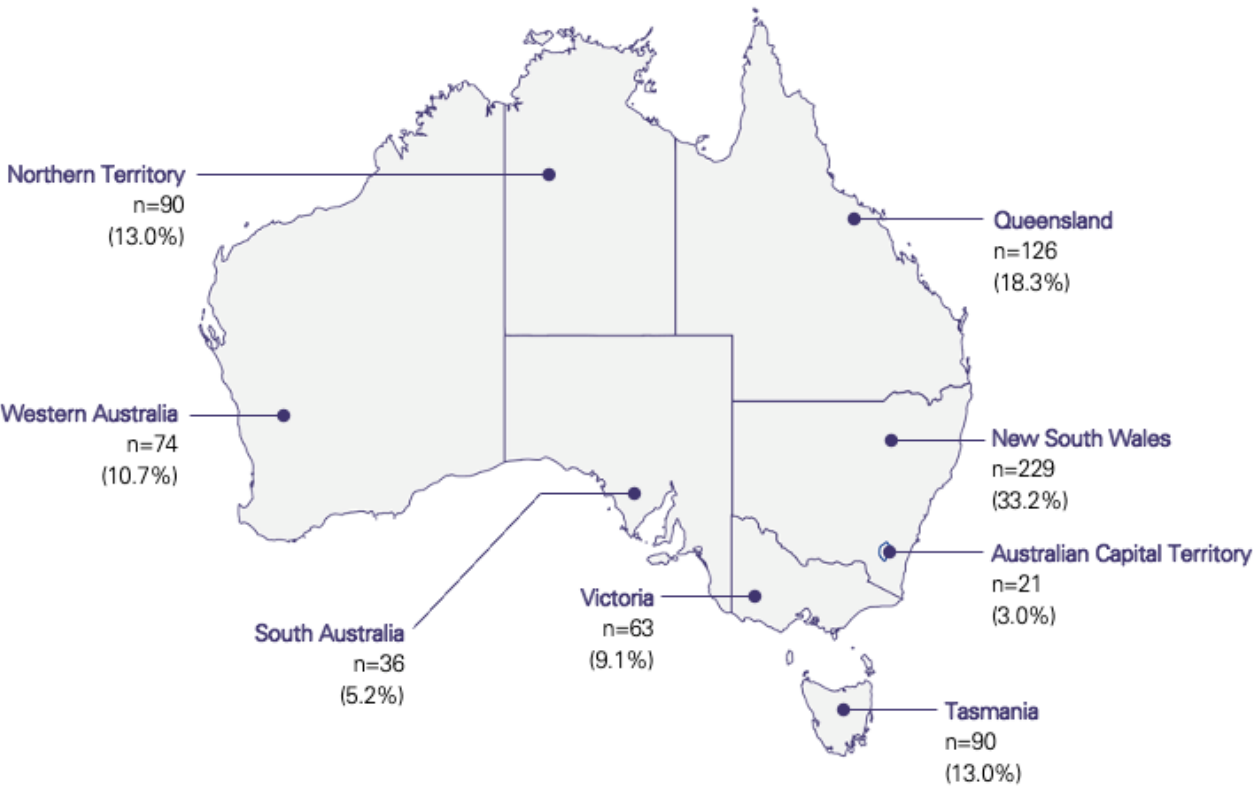 Northern Territory
n=90
(13.0%)
Queensland
n=126
(18.3%)
Western Australia
n=74
(10.7%)
New South Wales
n=229
(33.2%)
Australian Capital Territory
n=21
(3.0%)
Victoria
n=63
(9.1%)
South Australia
n=36
(5.2%)
Tasmania
n=90
(13.0%)